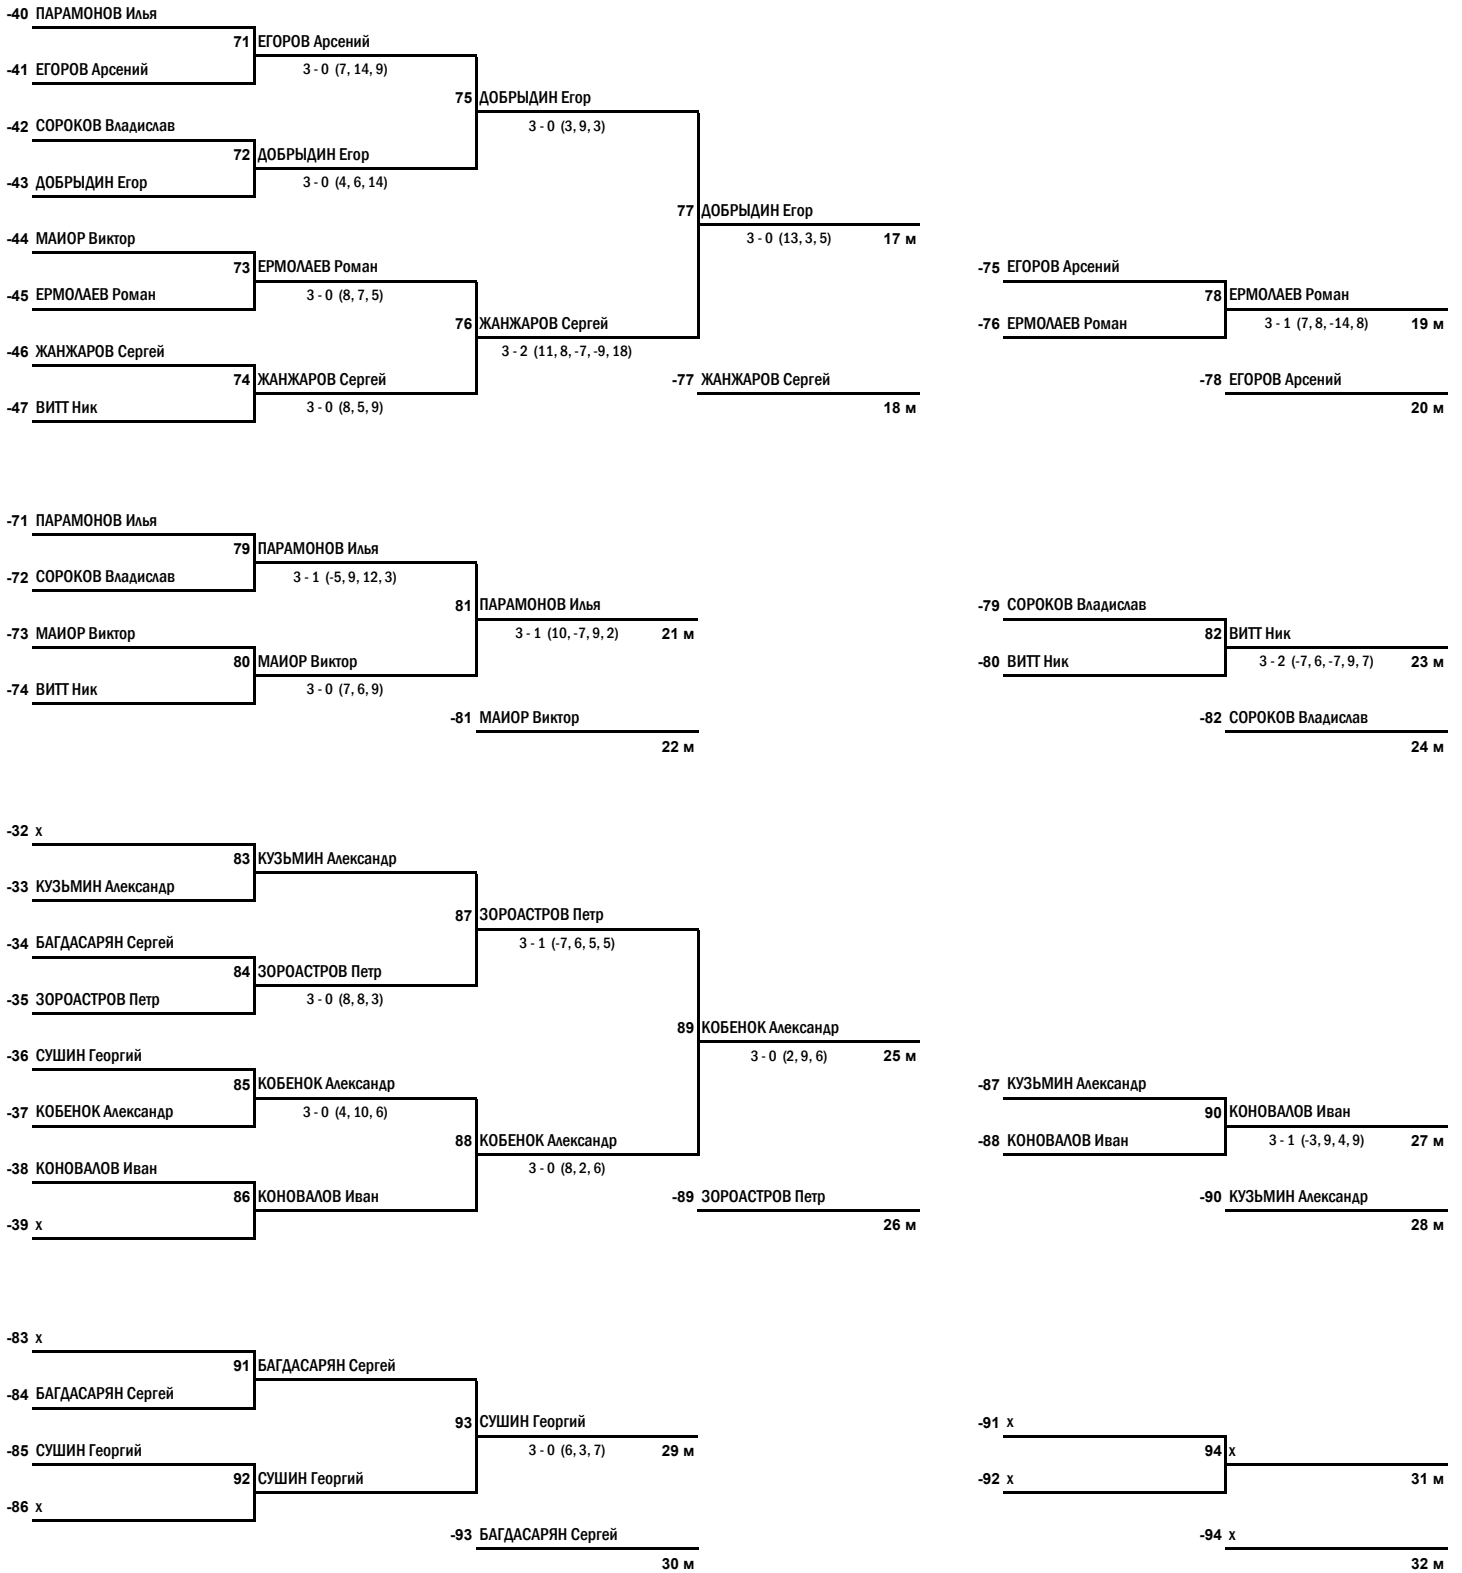 -40 ПАРАМОНОВ Илья
71 ЕГОРОВ Арсений
-41 ЕГОРОВ Арсений
3 - 0 (7, 14, 9)
75 ДОБРЫДИН Егор
-42 СОРОКОВ Владислав
3 - 0 (3, 9, 3)
72 ДОБРЫДИН Егор
-43 ДОБРЫДИН Егор
3 - 0 (4, 6, 14)
77 ДОБРЫДИН Егор
-44 МАИОР Виктор
3 - 0 (13, 3, 5) 17 м
73 ЕРМОЛАЕВ Роман
-75 ЕГОРОВ Арсений
-45 ЕРМОЛАЕВ Роман
3 - 0 (8, 7, 5)
78 ЕРМОЛАЕВ Роман
76 ЖАНЖАРОВ Сергей
-76 ЕРМОЛАЕВ Роман
3 - 1 (7, 8, -14, 8) 19 м
-46 ЖАНЖАРОВ Сергей
3 - 2 (11, 8, -7, -9, 18)
74 ЖАНЖАРОВ Сергей
-77 ЖАНЖАРОВ Сергей
-78 ЕГОРОВ Арсений
-47 ВИТТ Ник
3 - 0 (8, 5, 9)
18 м
20 м
-71 ПАРАМОНОВ Илья
79 ПАРАМОНОВ Илья
-72 СОРОКОВ Владислав
3 - 1 (-5, 9, 12, 3)
81 ПАРАМОНОВ Илья
-79 СОРОКОВ Владислав
-73 МАИОР Виктор
3 - 1 (10, -7, 9, 2) 21 м
82 ВИТТ Ник
80 МАИОР Виктор
-80 ВИТТ Ник
3 - 2 (-7, 6, -7, 9, 7) 23 м
-74 ВИТТ Ник
3 - 0 (7, 6, 9)
-81 МАИОР Виктор
-82 СОРОКОВ Владислав
22 м
24 м
-32 х
83 КУЗЬМИН Александр
-33 КУЗЬМИН Александр
87 ЗОРОАСТРОВ Петр
-34 БАГДАСАРЯН Сергей
3 - 1 (-7, 6, 5, 5)
84 ЗОРОАСТРОВ Петр
-35 ЗОРОАСТРОВ Петр
3 - 0 (8, 8, 3)
89 КОБЕНОК Александр
-36 СУШИН Георгий
3 - 0 (2, 9, 6) 25 м
85 КОБЕНОК Александр
-87 КУЗЬМИН Александр
-37 КОБЕНОК Александр
3 - 0 (4, 10, 6)
90 КОНОВАЛОВ Иван
88 КОБЕНОК Александр
-88 КОНОВАЛОВ Иван
3 - 1 (-3, 9, 4, 9) 27 м
-38 КОНОВАЛОВ Иван
3 - 0 (8, 2, 6)
86 КОНОВАЛОВ Иван
-89 ЗОРОАСТРОВ Петр
-90 КУЗЬМИН Александр
-39 х
26 м
28 м
-83 х
91 БАГДАСАРЯН Сергей
-84 БАГДАСАРЯН Сергей
93 СУШИН Георгий
-91 х
-85 СУШИН Георгий
3 - 0 (6, 3, 7) 29 м
94 х
92 СУШИН Георгий
-92 х
31 м
-86 х
-93 БАГДАСАРЯН Сергей
-94 х
30 м
32 м